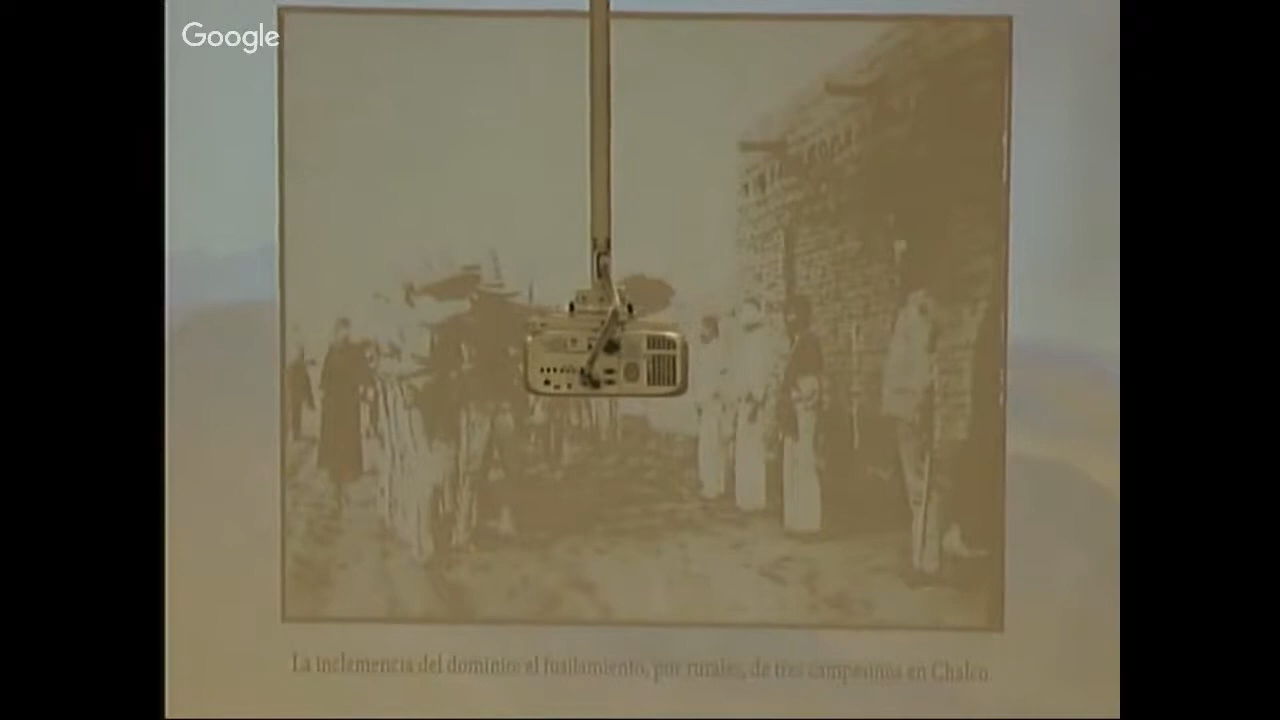 Google
La inclemencia del dominio: el fusilamiento, por rurales, de tres campesinos en Chalco.